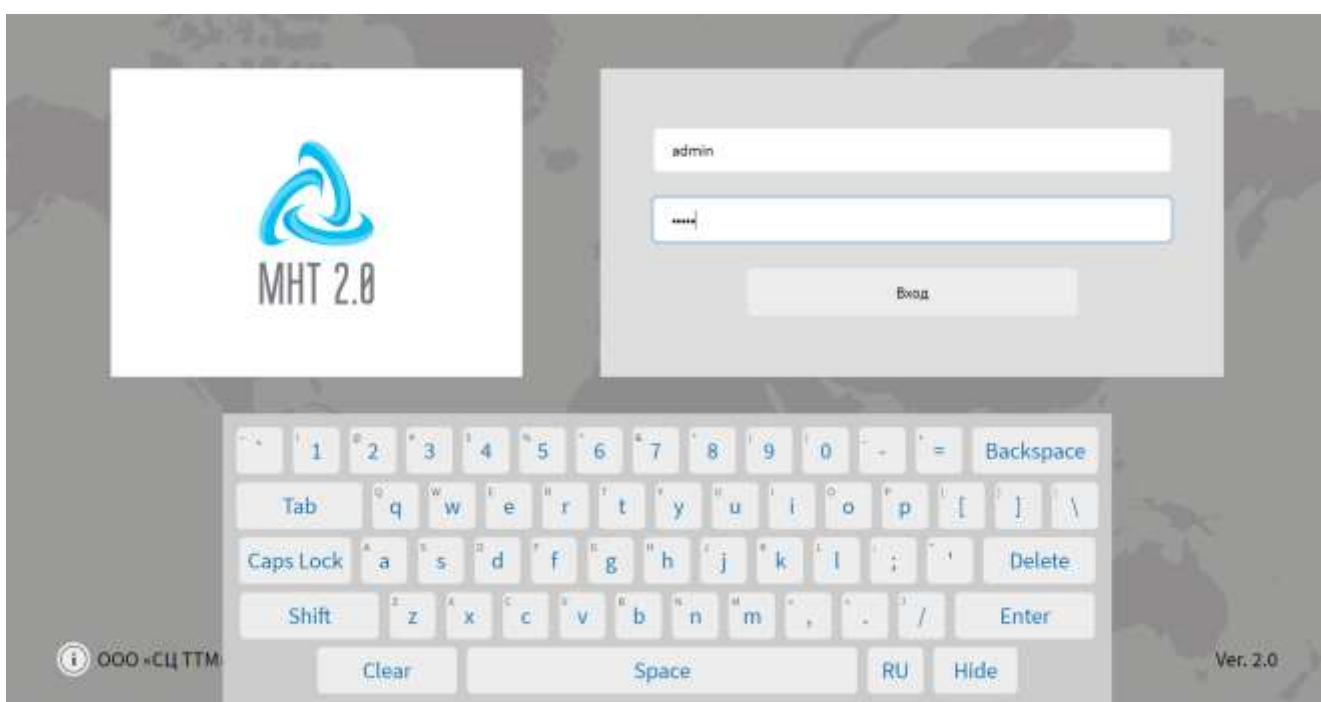 admin
•••••
МНТ 2.0
Вход
1 2 3 4 5 6 7 8 9 0 - = Backspace
Tab q w e r t y u i o p [ ] \
Caps Lock a s d f g h j k l ; ' Delete
Shift z x c v b n m , . / Enter
ООО «СЦ ТТМ
Clear Space RU Hide
Ver. 2.0